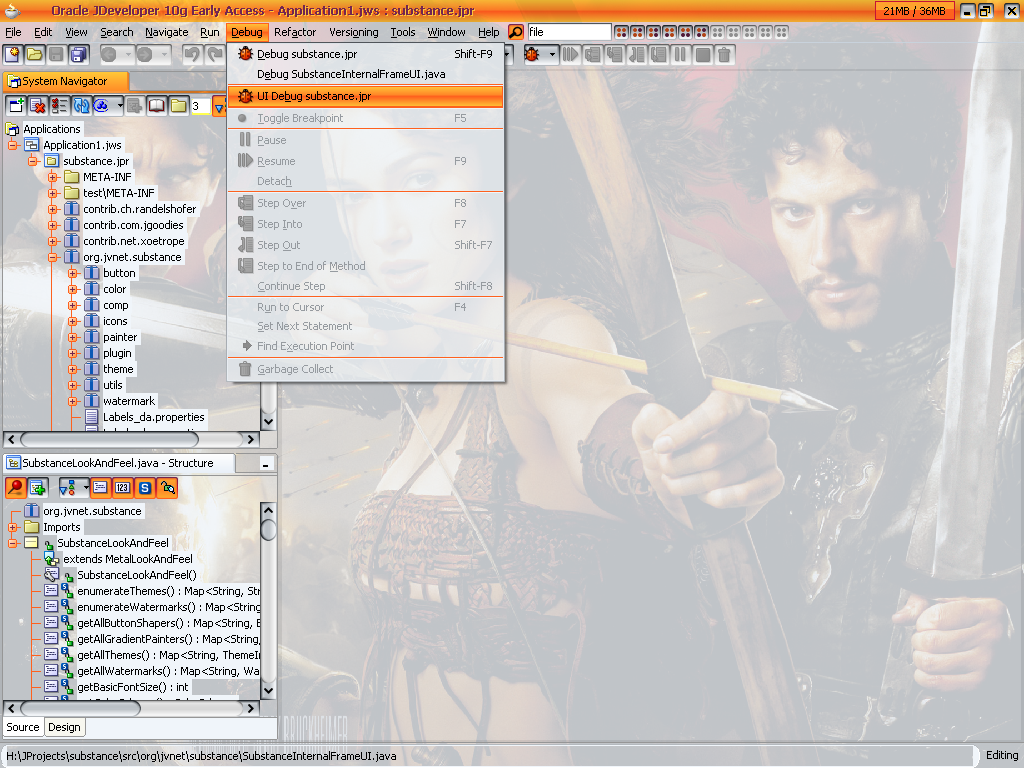 Oracle JDeveloper 10g Early Access - Application1.jws : substance.jpr
21MB / 36MB
File Edit View Search Navigate Run Debug Refactor Versioning Tools Window Help
file
System Navigator
3
Applications
Application1.jws
substance.jpr
META-INF
test\META-INF
contrib.ch.randelshofer
contrib.com.jgoodies
contrib.net.xoetrope
org.jvnet.substance
button
color
comp
icons
painter
plugin
theme
utils
watermark
Labels_da.properties
Debug substance.jpr Shift-F9
Debug SubstanceInternalFrameUI.java
UI Debug substance.jpr
Toggle Breakpoint F5
Pause
Resume F9
Detach
Step Over F8
Step Into F7
Step Out Shift-F7
Step to End of Method
Continue Step Shift-F8
Run to Cursor F4
Set Next Statement
Find Execution Point
Garbage Collect
SubstanceLookAndFeel.java - Structure
123
S
org.jvnet.substance
Imports
SubstanceLookAndFeel
extends MetalLookAndFeel
SubstanceLookAndFeel()
enumerateThemes() : Map<String, Str
enumerateWatermarks() : Map<String
getAllButtonShapers() : Map<String, B
getAllGradientPainters() : Map<String,
getAllThemes() : Map<String, ThemeIn
getAllWatermarks() : Map<String, Wa
getBasicFontSize() : int
Source Design
BRUCKHEIMER
H:\JProjects\substance\src\org\jvnet\substance\SubstanceInternalFrameUI.java
Editing